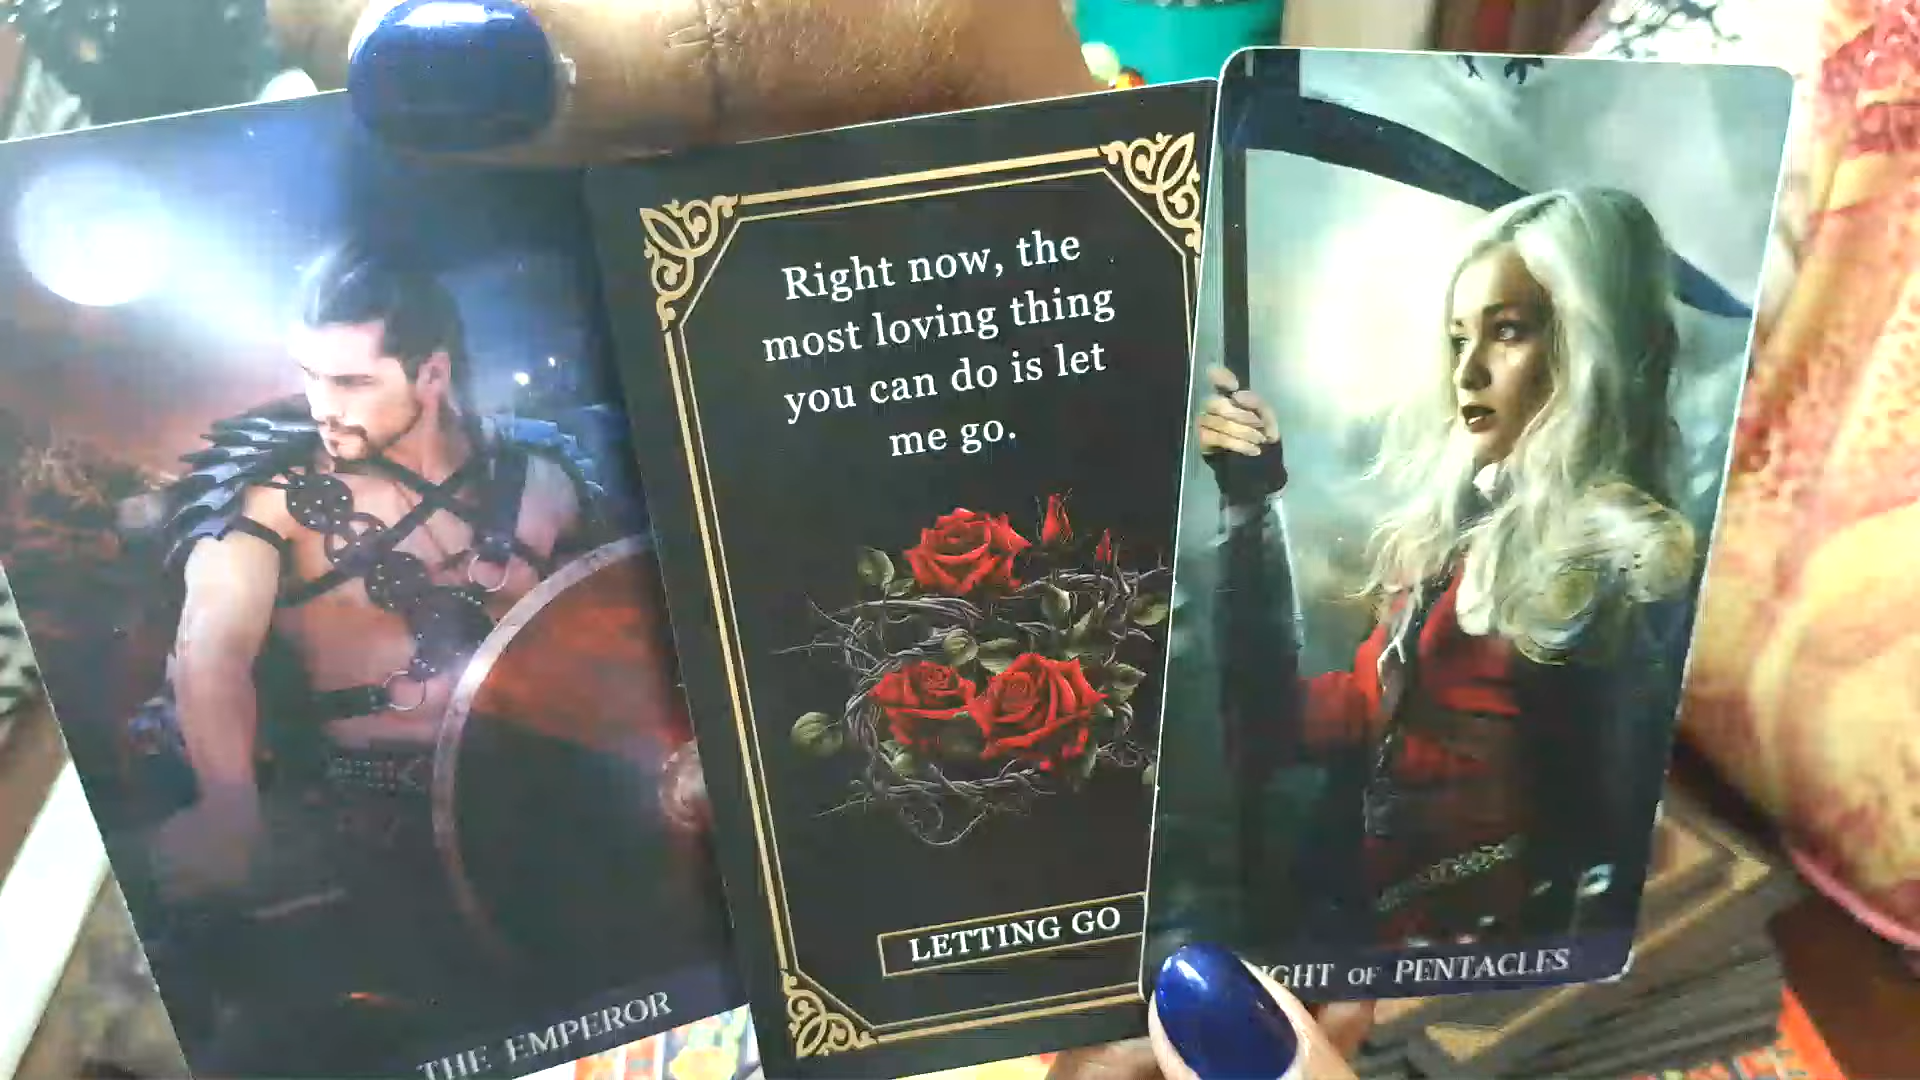 THE EMPEROR
Right now, the
most loving thing
you can do is let
me go.
LETTING GO
IGHT OF PENTACLES